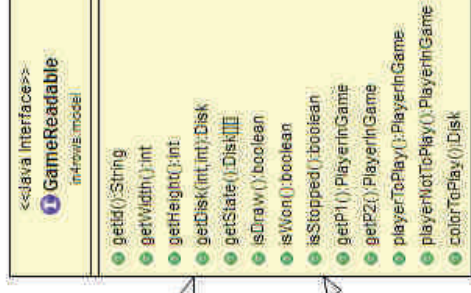 <<Java Interface>>
GameReadable
in4rows.model
getId():String
getWidth():int
getHeight():int
getDisk(int,int):Disk
getState():Disk[][]
isDraw():boolean
isWon():boolean
isStopped():boolean
getP1():PlayerInGame
getP2():PlayerInGame
playerToPlay():PlayerInGame
playerNotToPlay():PlayerInGame
colorToPlay():Disk